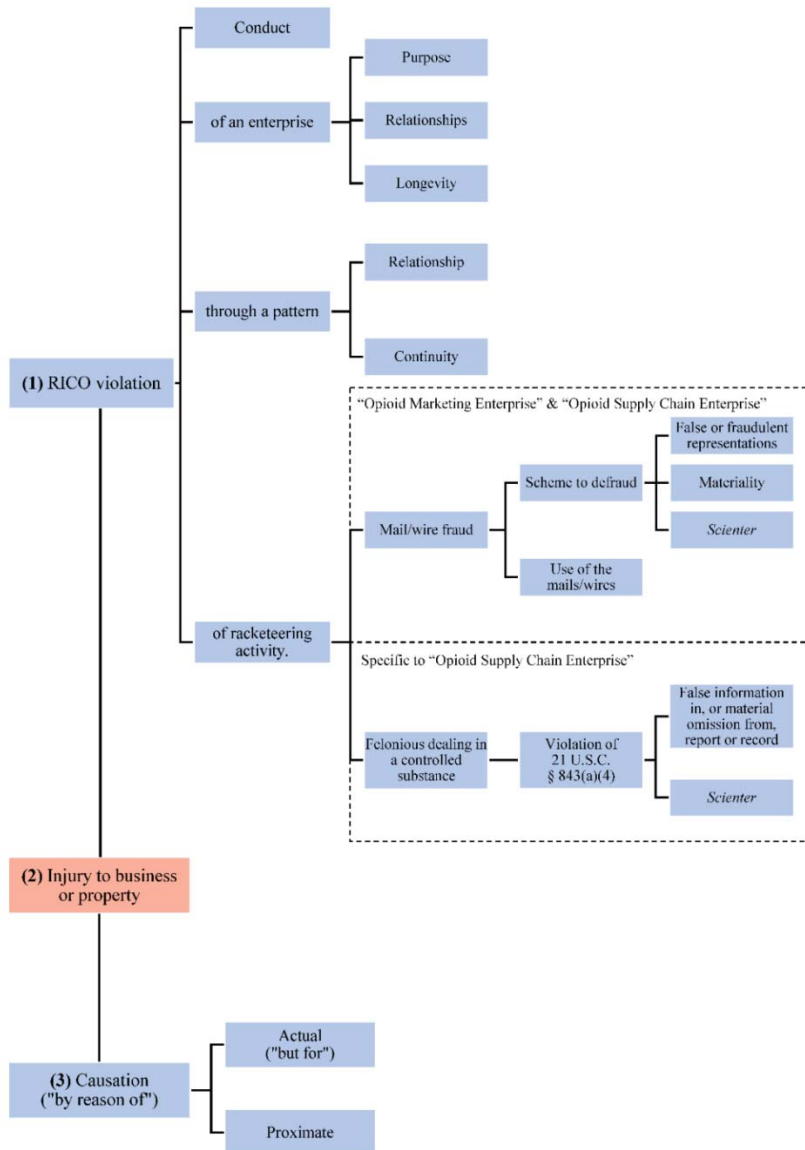 Conduct
Purpose
of an enterprise
Relationships
Longevity
Relationship
through a pattern
Continuity
(1) RICO violation
“Opioid Marketing Enterprise” & “Opioid Supply Chain Enterprise”
False or fraudulent
representations
Scheme to defraud
Materiality
Mail/wire fraud
Scienter
Use of the
mails/wires
of racketeering
activity.
Specific to “Opioid Supply Chain Enterprise”
False information
in, or material
omission from,
report or record
Felonious dealing in
a controlled
substance
Violation of
21 U.S.C.
§ 843(a)(4)
Scienter
(2) Injury to business
or property
Actual
("but for")
(3) Causation
("by reason of")
Proximate